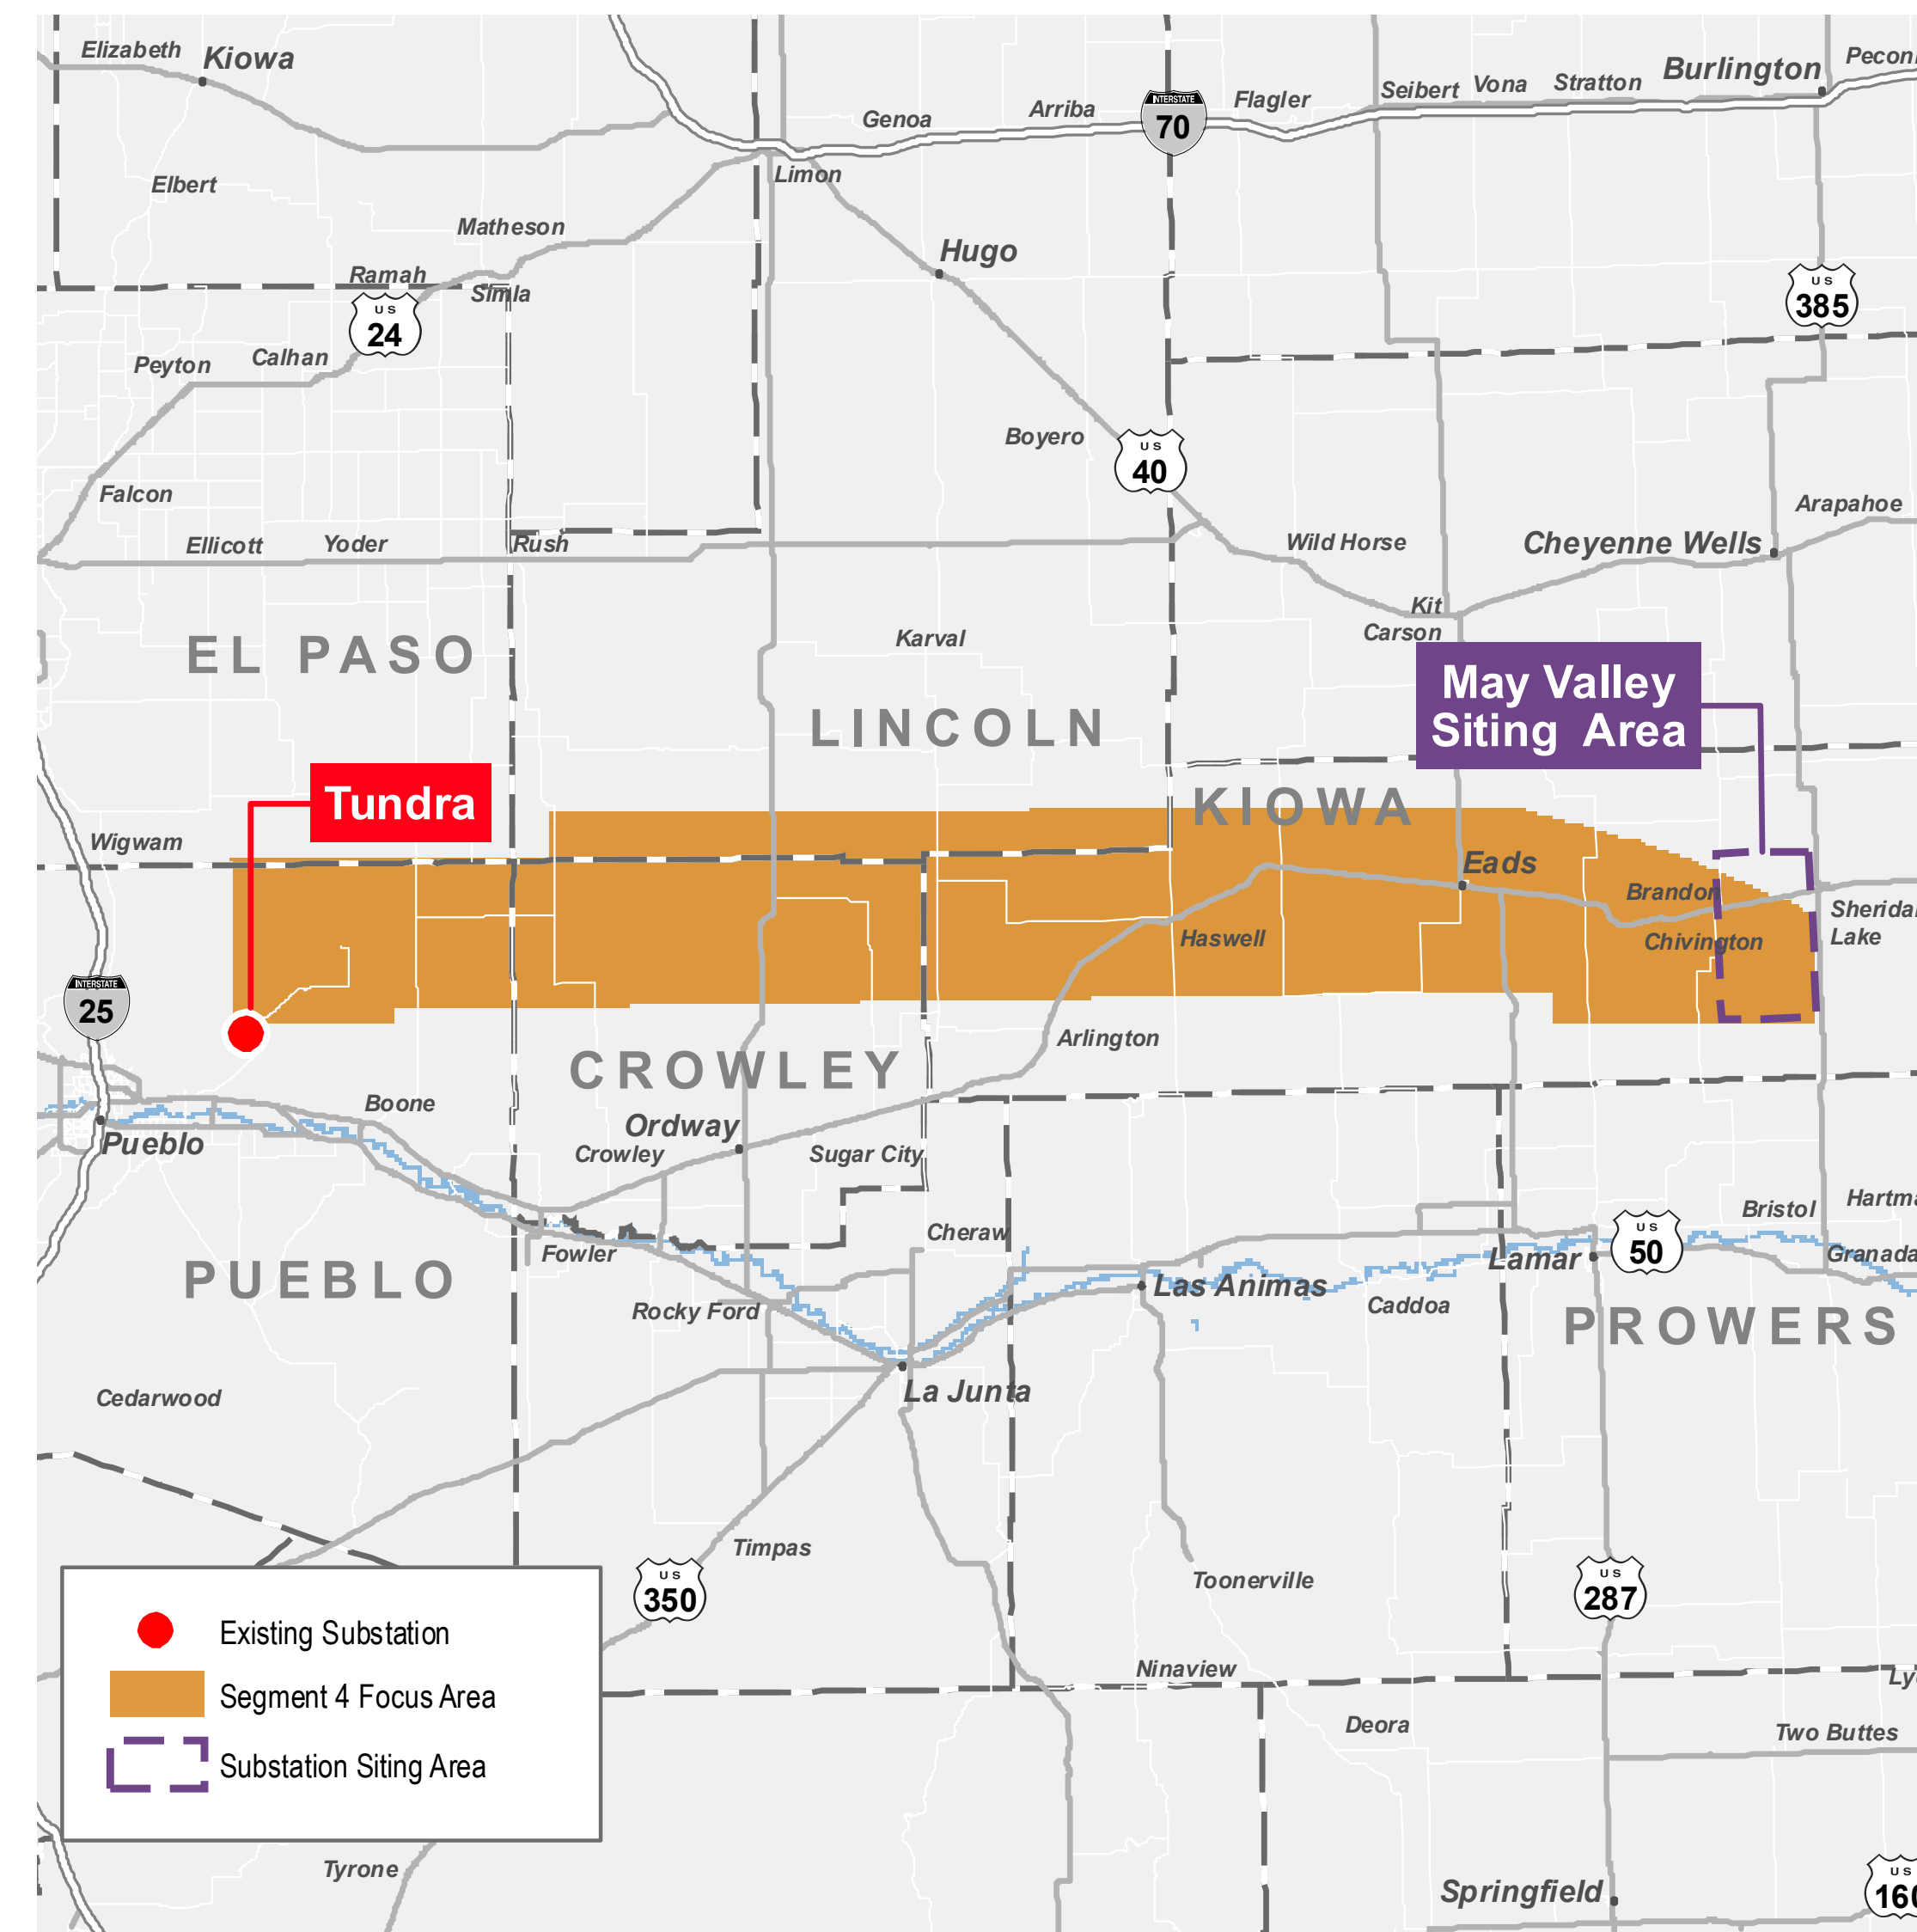 Elizabeth
Kiowa
Burlington
Peconi
Seibert
Vona
Stratton
Flagler
Arriba
Genoa
INTERSTATE
70
Limon
Elbert
Matheson
Hugo
Ramah
Simla
US
24
US
385
Peyton
Calhan
Boyero
US
40
Falcon
Arapahoe
Ellicott
Yoder
Rush
Wild Horse
Cheyenne Wells
Kit
Carson
Karval
EL PASO
LINCOLN
May Valley
Siting Area
Tundra
KIOWA
Wigwam
Eads
Brandon
Sheridan
Lake
Haswell
Chivington
INTERSTATE
25
Arlington
CROWLEY
Boone
Ordway
Pueblo
Crowley
Sugar City
Bristol
Hartma
Cheraw
Fowler
US
50
Lamar
Granada
PUEBLO
Las Animas
Rocky Ford
Caddoa
PROWERS
La Junta
Cedarwood
Timpas
Toonerville
US
350
US
287
Existing Substation
Segment 4 Focus Area
Substation Siting Area
Ninaview
Ly
Deora
Two Buttes
Tyrone
Springfield
US
160